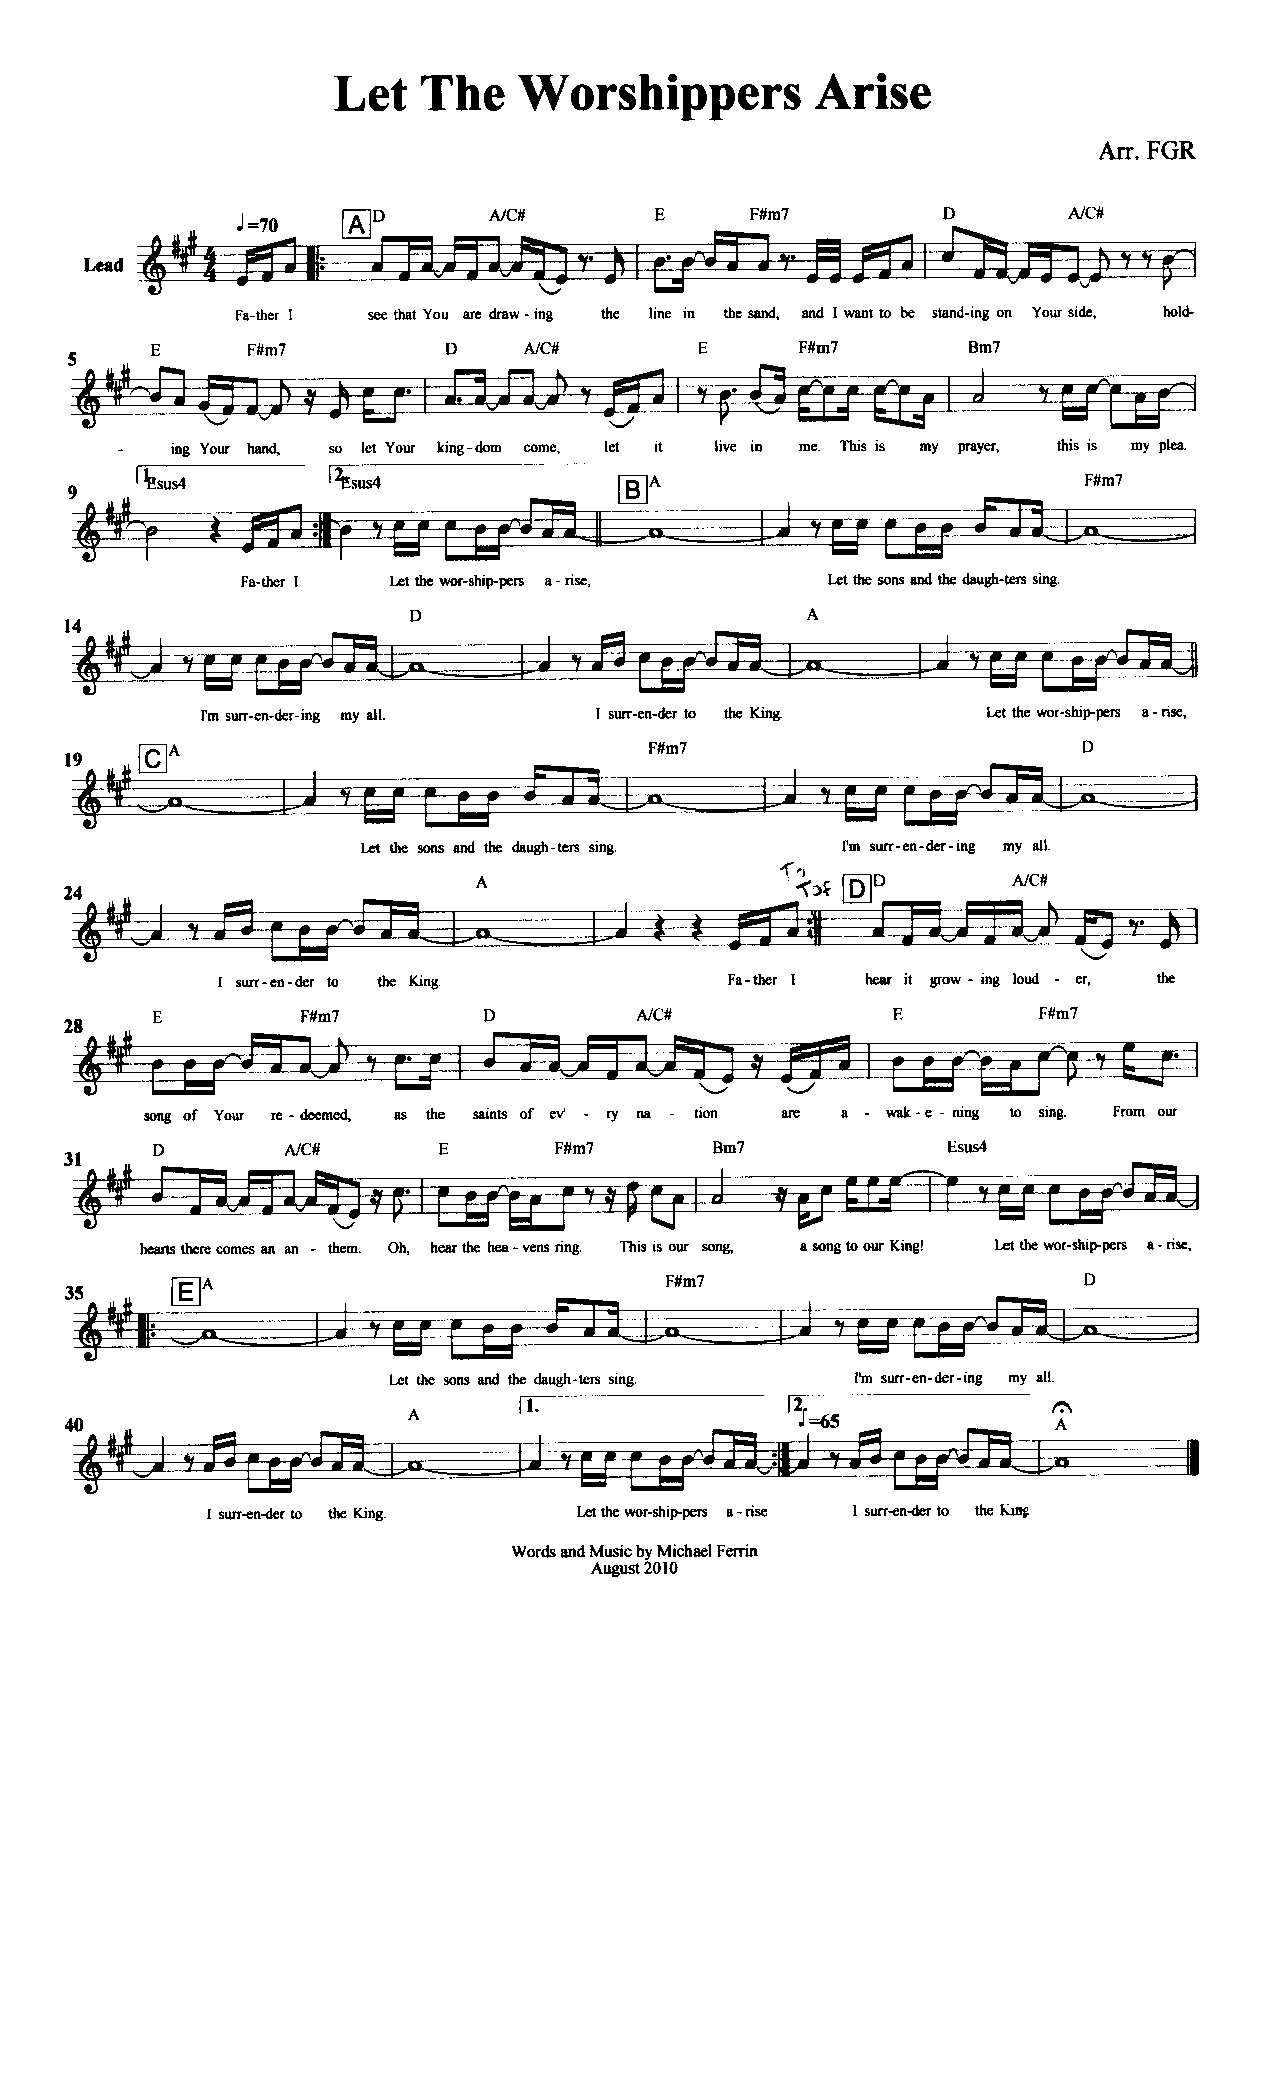 Let The Worshippers Arise
Arr. FGR
♩=70
A D A/C# E F#m7 D A/C#
Lead
Fa-ther I see that You are draw - ing the line in the sand, and I want to be stand-ing on Your side, hold-
5 E F#m7 D A/C# E F#m7 Bm7
- ing Your hand, so let Your king-dom come, let it live in me. This is my prayer, this is my plea.
9 1. Esus4 2. Esus4 B A F#m7
Fa-ther I Let the wor-ship-pers a - rise, Let the sons and the daugh-ters sing.
14 D A
I'm surr-en-der-ing my all. I surr-en-der to the King. Let the wor-ship-pers a - rise,
19 C A F#m7 D
Let the sons and the daugh-ters sing. I'm surr-en-der-ing my all.
24 A To Top D D A/C#
I surr-en-der to the King. Fa-ther I hear it grow - ing loud - er, the
28 E F#m7 D A/C# E F#m7
song of Your re - deemed, as the saints of ev' - ry na - tion are a - wak - e - ning to sing. From our
31 D A/C# E F#m7 Bm7 Esus4
hearts there comes an an - them. Oh, hear the hea - vens ring. This is our song, a song to our King! Let the wor-ship-pers a - rise,
35 E A F#m7 D
Let the sons and the daugh-ters sing. I'm surr-en-der-ing my all.
40 A 1. 2. ♩=65 A
I surr-en-der to the King. Let the wor-ship-pers a - rise I surr-en-der to the King
Words and Music by Michael Ferrin
August 2010